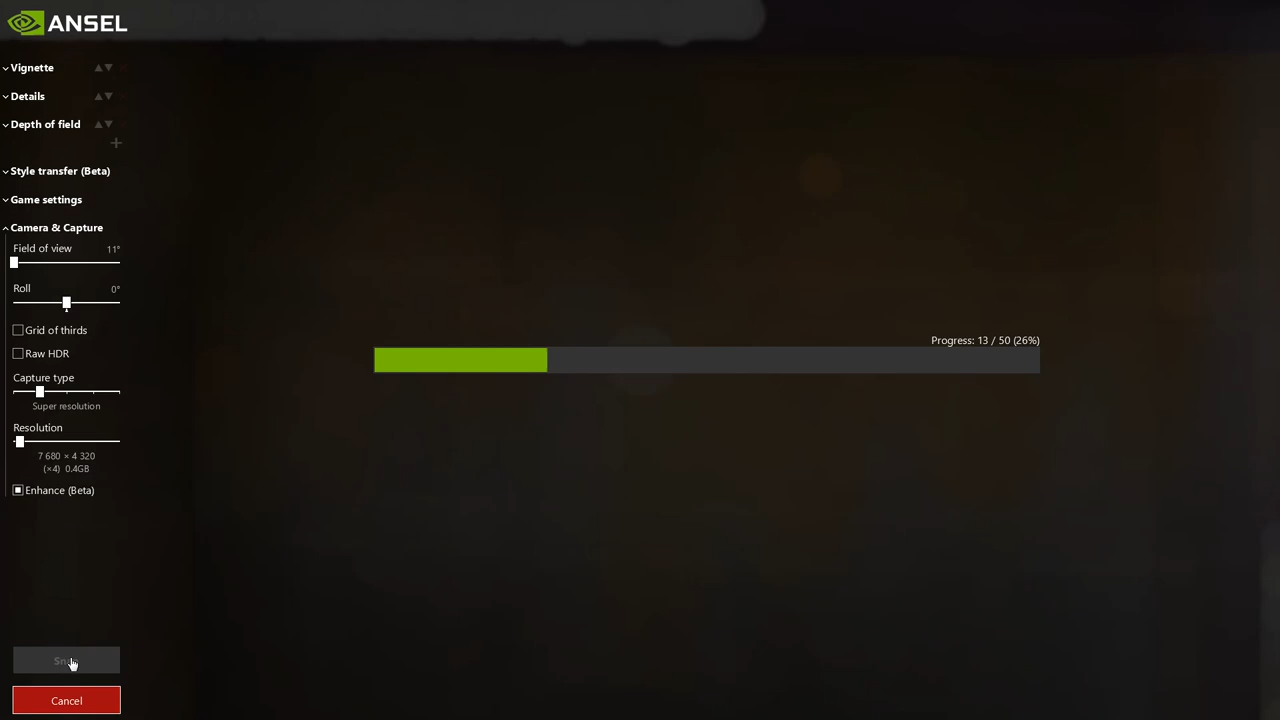 ANSEL
Vignette
Details
Depth of field
Style transfer (Beta)
Game settings
Camera & Capture
Field of view 11°
Roll 0°
Grid of thirds
Raw HDR
Capture type
Super resolution
Resolution
7 680 × 4 320
(×4) 0.4GB
Enhance (Beta)
Progress: 13 / 50 (26%)
Cancel